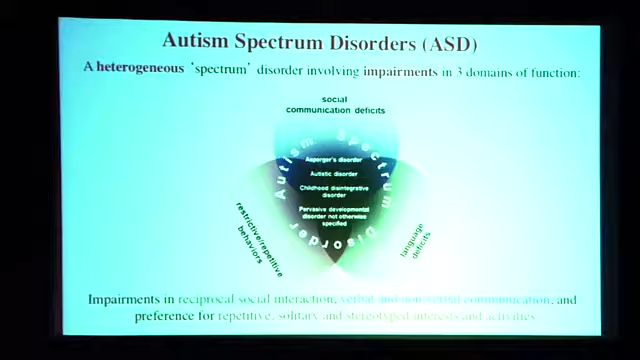 Autism Spectrum Disorders (ASD)
A heterogeneous 'spectrum' disorder involving impairments in 3 domains of function:
social
communication deficits
Autism Spectrum
Disorder
Asperger's disorder
Autistic disorder
Childhood disintegrative
disorder
Pervasive developmental
disorder not otherwise
specified
restrictive/repetitive
behaviors
language
deficits
Impairments in reciprocal social interaction, verbal and non-verbal communication, and
preference for repetitive, solitary and stereotyped interests and activities.